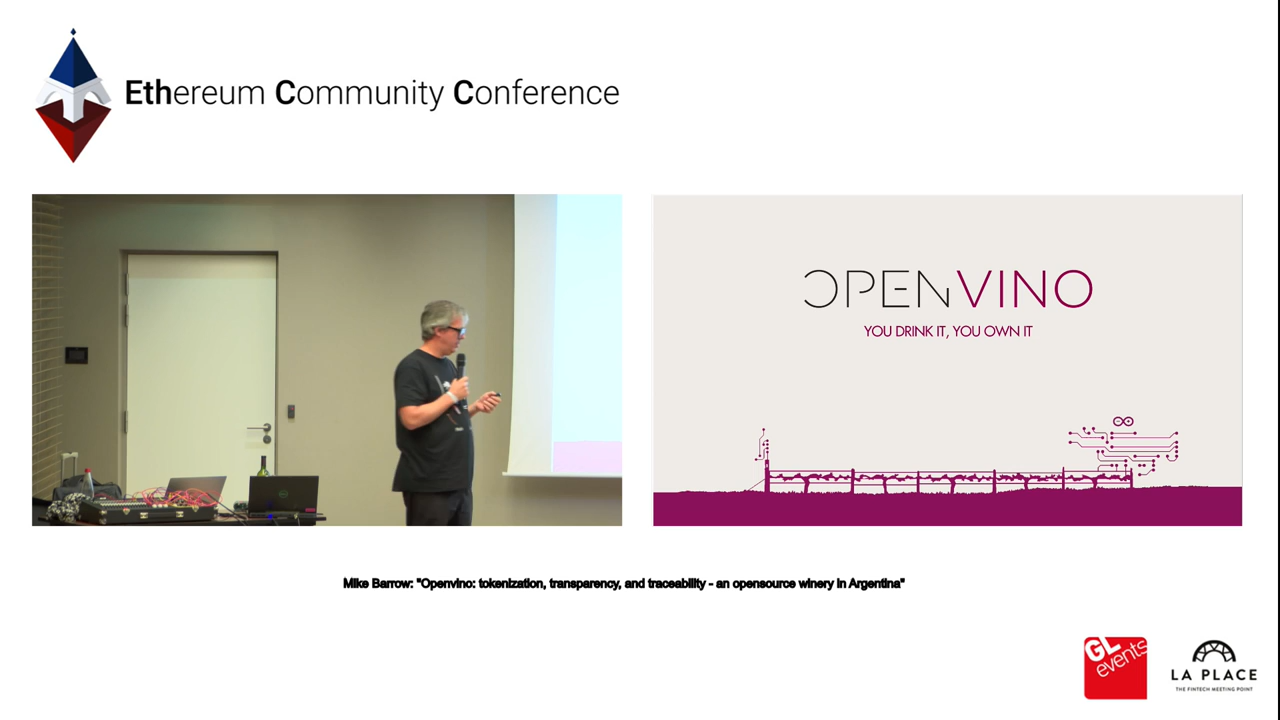 Ethereum Community Conference
OPENVINO
YOU DRINK IT, YOU OWN IT
Mike Barrow: "Openvino: tokenization, transparency, and traceability - an opensource winery in Argentina"
GL
events
LA PLACE
THE FINTECH MEETING POINT